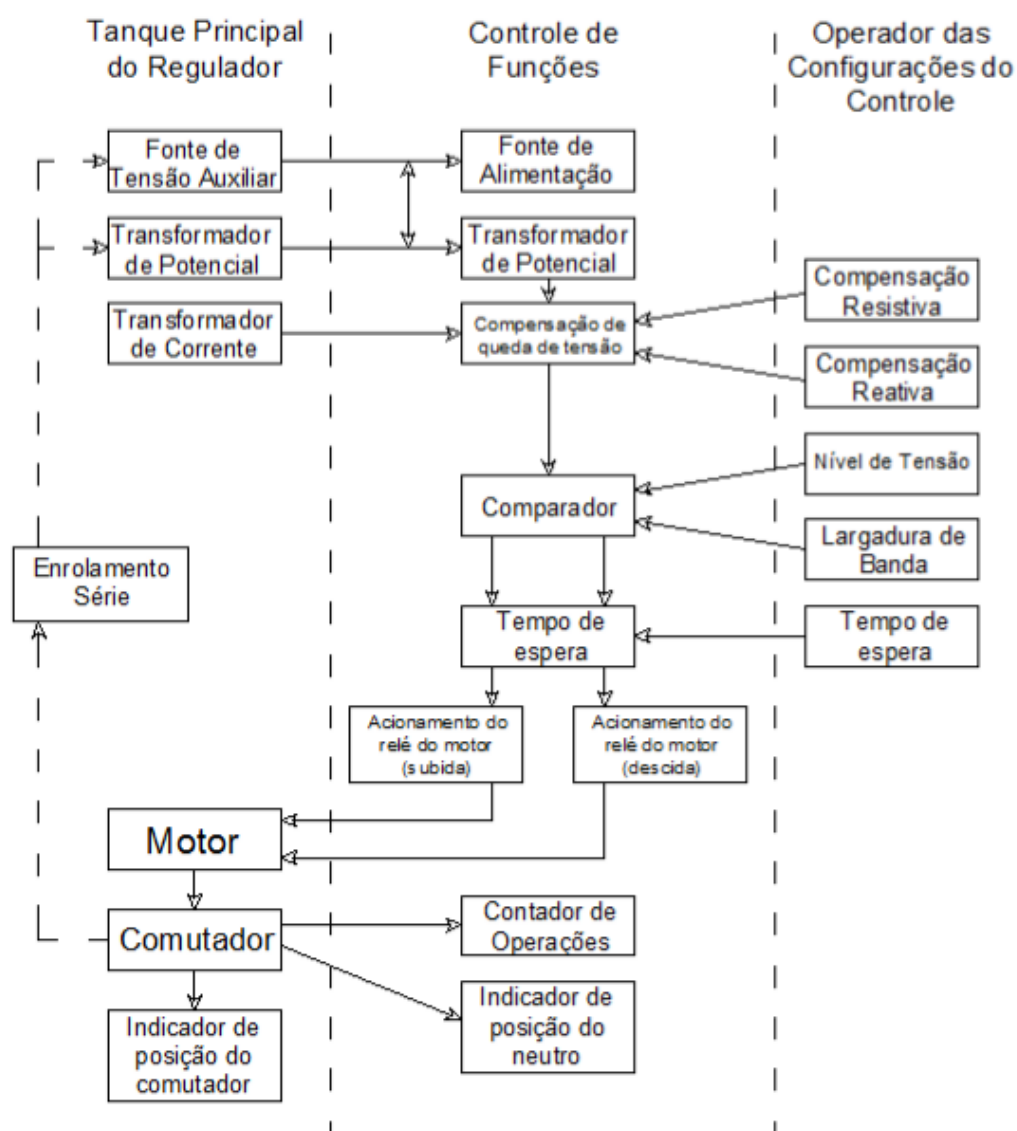 Tanque Principal
do Regulador
Controle de
Funções
Operador das
Configurações do
Controle
Fonte de
Tensão Auxiliar
Fonte de
Alimentação
Transformador
de Potencial
Transformador
de Potencial
Compensação
Resistiva
Transformador
de Corrente
Compensação de
queda de tensão
Compensação
Reativa
Nível de Tensão
Comparador
Largadura de
Banda
Enrolamento
Série
Tempo de
espera
Tempo de
espera
Acionamento do
relé do motor
(subida)
Acionamento do
relé do motor
(descida)
Motor
Comutador
Contador de
Operações
Indicador de
posição do
neutro
Indicador de
posição do
comutador